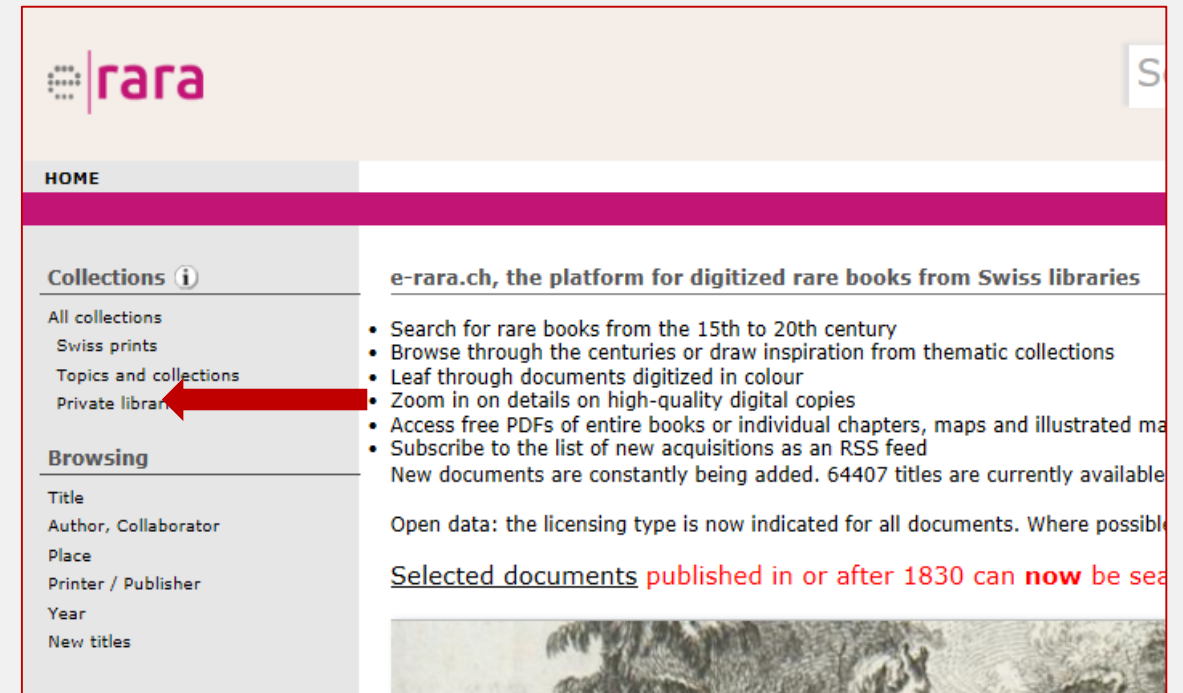 e rara
HOME
Collections i
All collections
Swiss prints
Topics and collections
Private
Browsing
Title
Author, Collaborator
Place
Printer / Publisher
Year
New titles
e-rara.ch, the platform for digitized rare books from Swiss libraries
• Search for rare books from the 15th to 20th century
• Browse through the centuries or draw inspiration from thematic collections
• Leaf through documents digitized in colour
• Zoom in on details on high-quality digital copies
• Access free PDFs of entire books or individual chapters, maps and illustrated
• Subscribe to the list of new acquisitions as an RSS feed
New documents are constantly being added. 64407 titles are currently available
Open data: the licensing type is now indicated for all documents. Where
Selected documents published in or after 1830 can now be